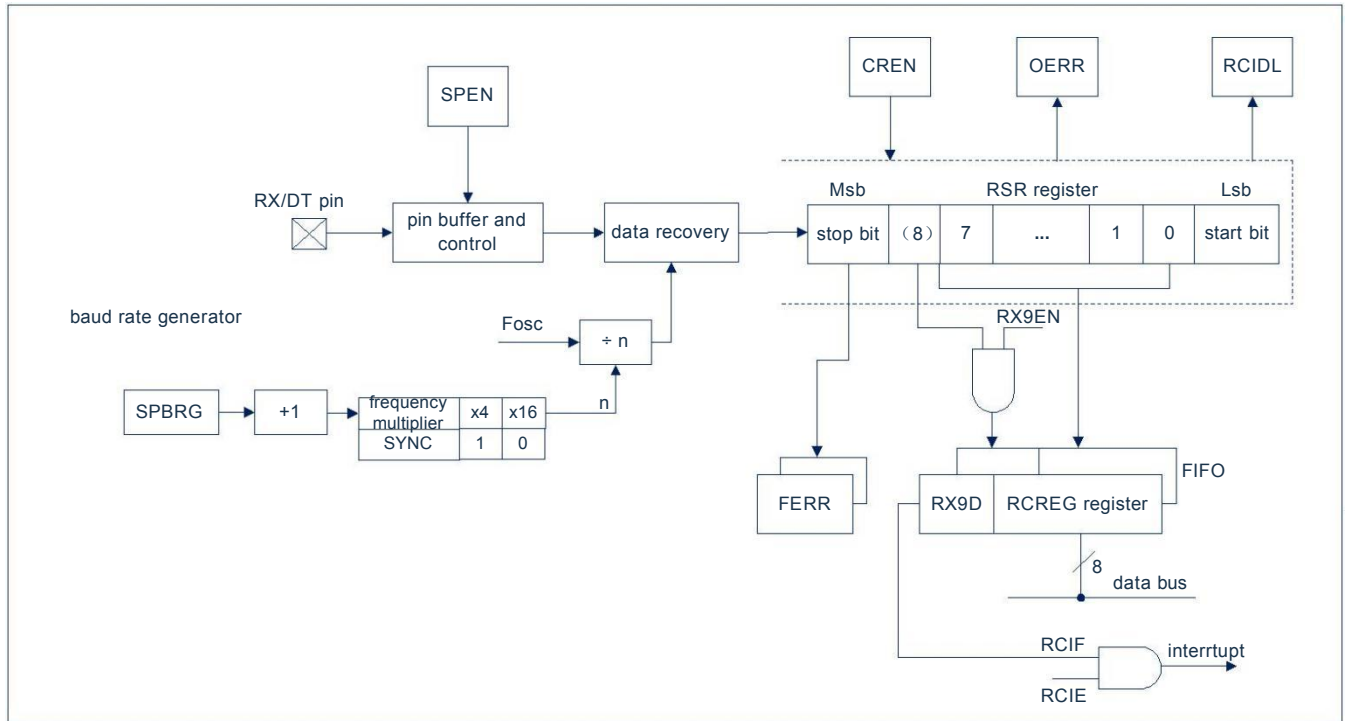 CREN
OERR
RCIDL
SPEN
Msb
RSR register
Lsb
RX/DT pin
pin buffer and
control
data recovery
stop bit
（8）
7
...
1
0
start bit
baud rate generator
Fosc
÷ n
RX9EN
SPBRG
+1
frequency
multiplier
x4
x16
n
SYNC
1
0
FERR
RX9D
RCREG register
FIFO
8
data bus
RCIF
interrtupt
RCIE